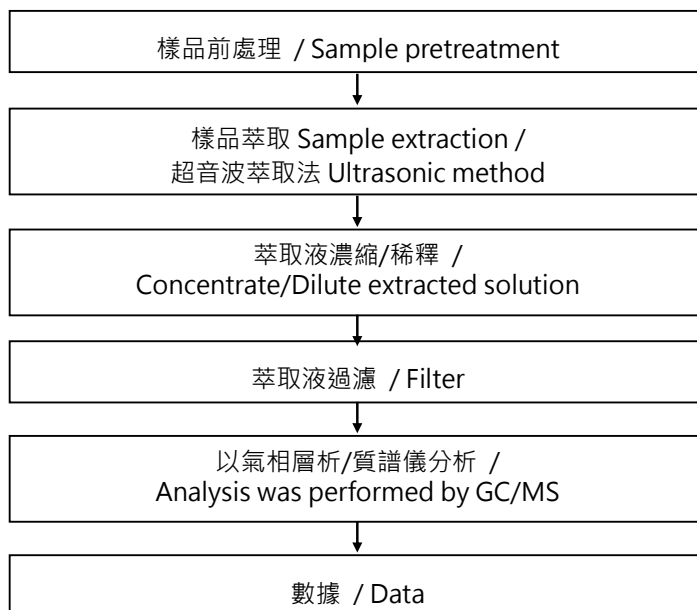 樣品前處理 / Sample pretreatment
樣品萃取 Sample extraction /
超音波萃取法 Ultrasonic method
萃取液濃縮/稀釋 /
Concentrate/Dilute extracted solution
萃取液過濾 / Filter
以氣相層析/質譜儀分析 /
Analysis was performed by GC/MS
數據 / Data